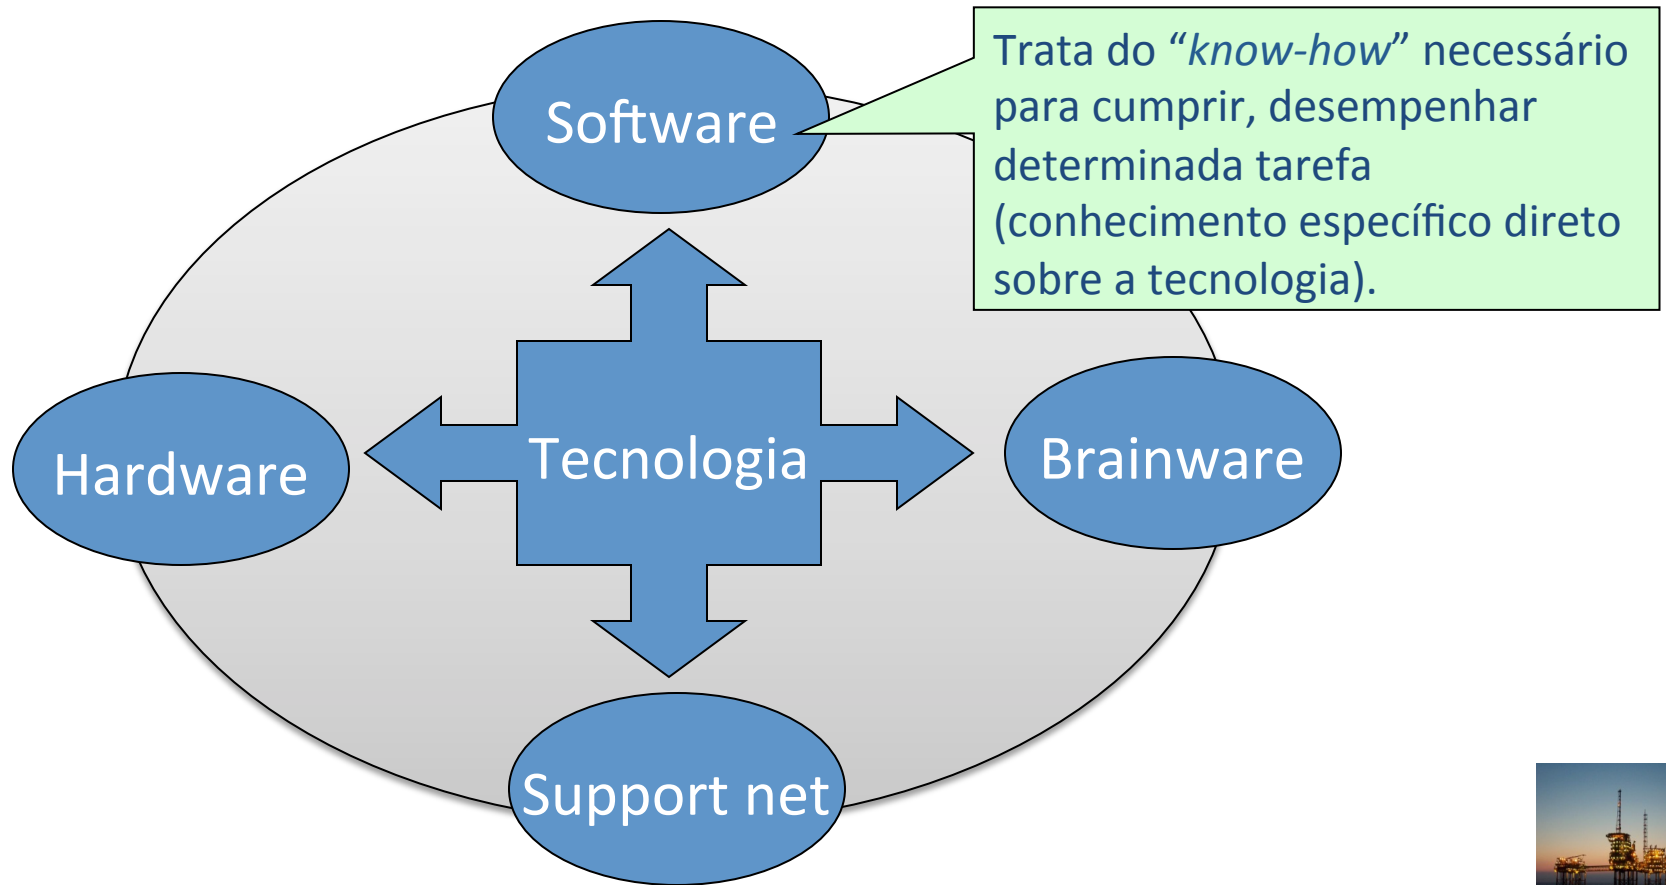 Software
Trata do “know-how” necessário
para cumprir, desempenhar
determinada tarefa
(conhecimento específico direto
sobre a tecnologia).
Hardware
Tecnologia
Brainware
Support net